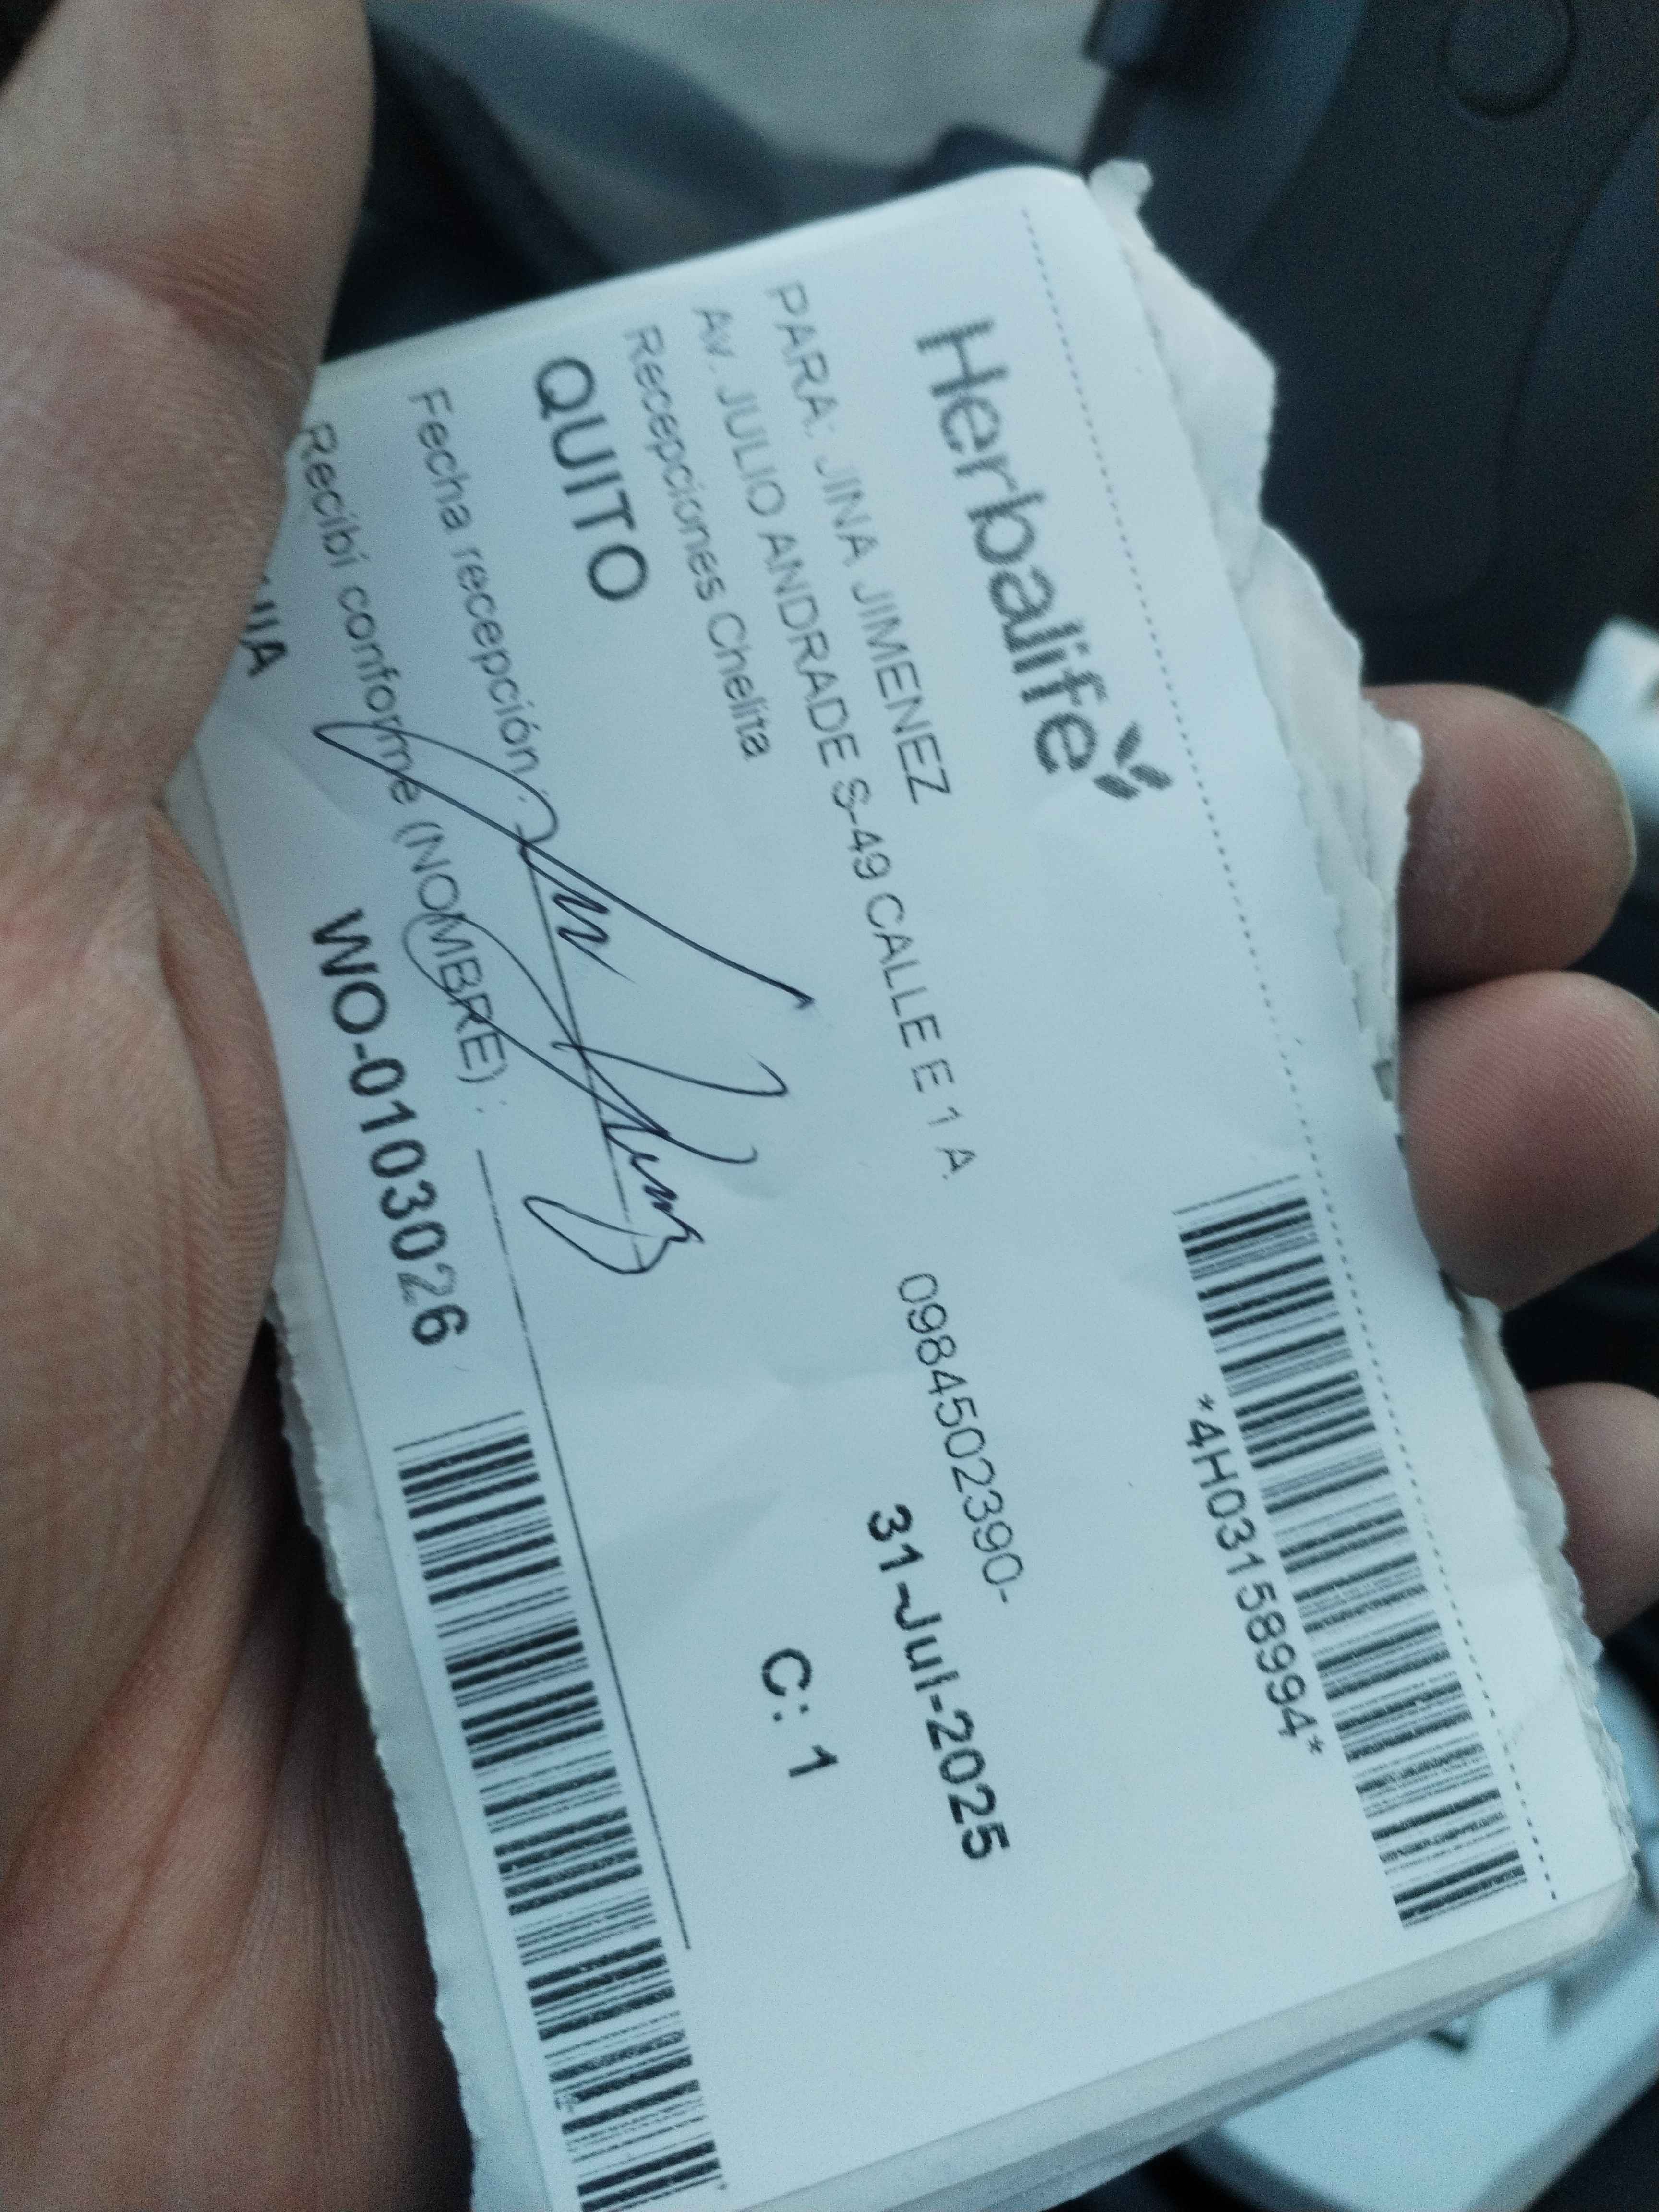 Herbalife
*4H03158994*
PARA: JINA JIMENEZ
Av. JULIO ANDRADE S-49 CALLE E 1 A 0984502390-
Recepciones Chelita
31-Jul-2025
QUITO
C: 1
Fecha recepción :
Recibí conforme (NOMBRE) :
WO-0103026